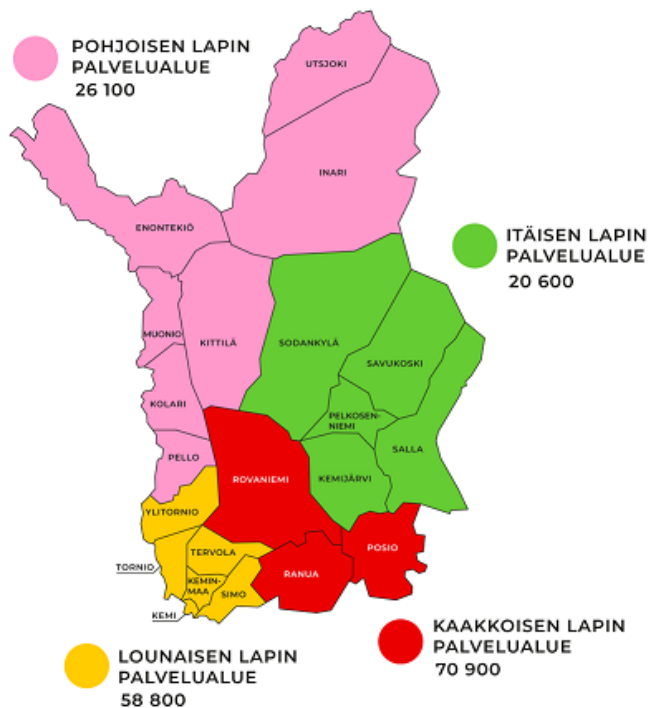 POHJOISEN LAPIN
PALVELUALUE
26 100
UTSJOKI
INARI
ENONTEKIÖ
ITÄISEN LAPIN
PALVELUALUE
20 600
MUONIO
KITTILÄ
SODANKYLÄ
SAVUKOSKI
KOLARI
PELKOSEN-
NIEMI
SALLA
PELLO
ROVANIEMI
KEMIJÄRVI
YLITORNIO
TERVOLA
POSIO
TORNIO
RANUA
KEMIN-
MAA
SIMO
KEMI
KAAKKOISEN LAPIN
PALVELUALUE
70 900
LOUNAISEN LAPIN
PALVELUALUE
58 800